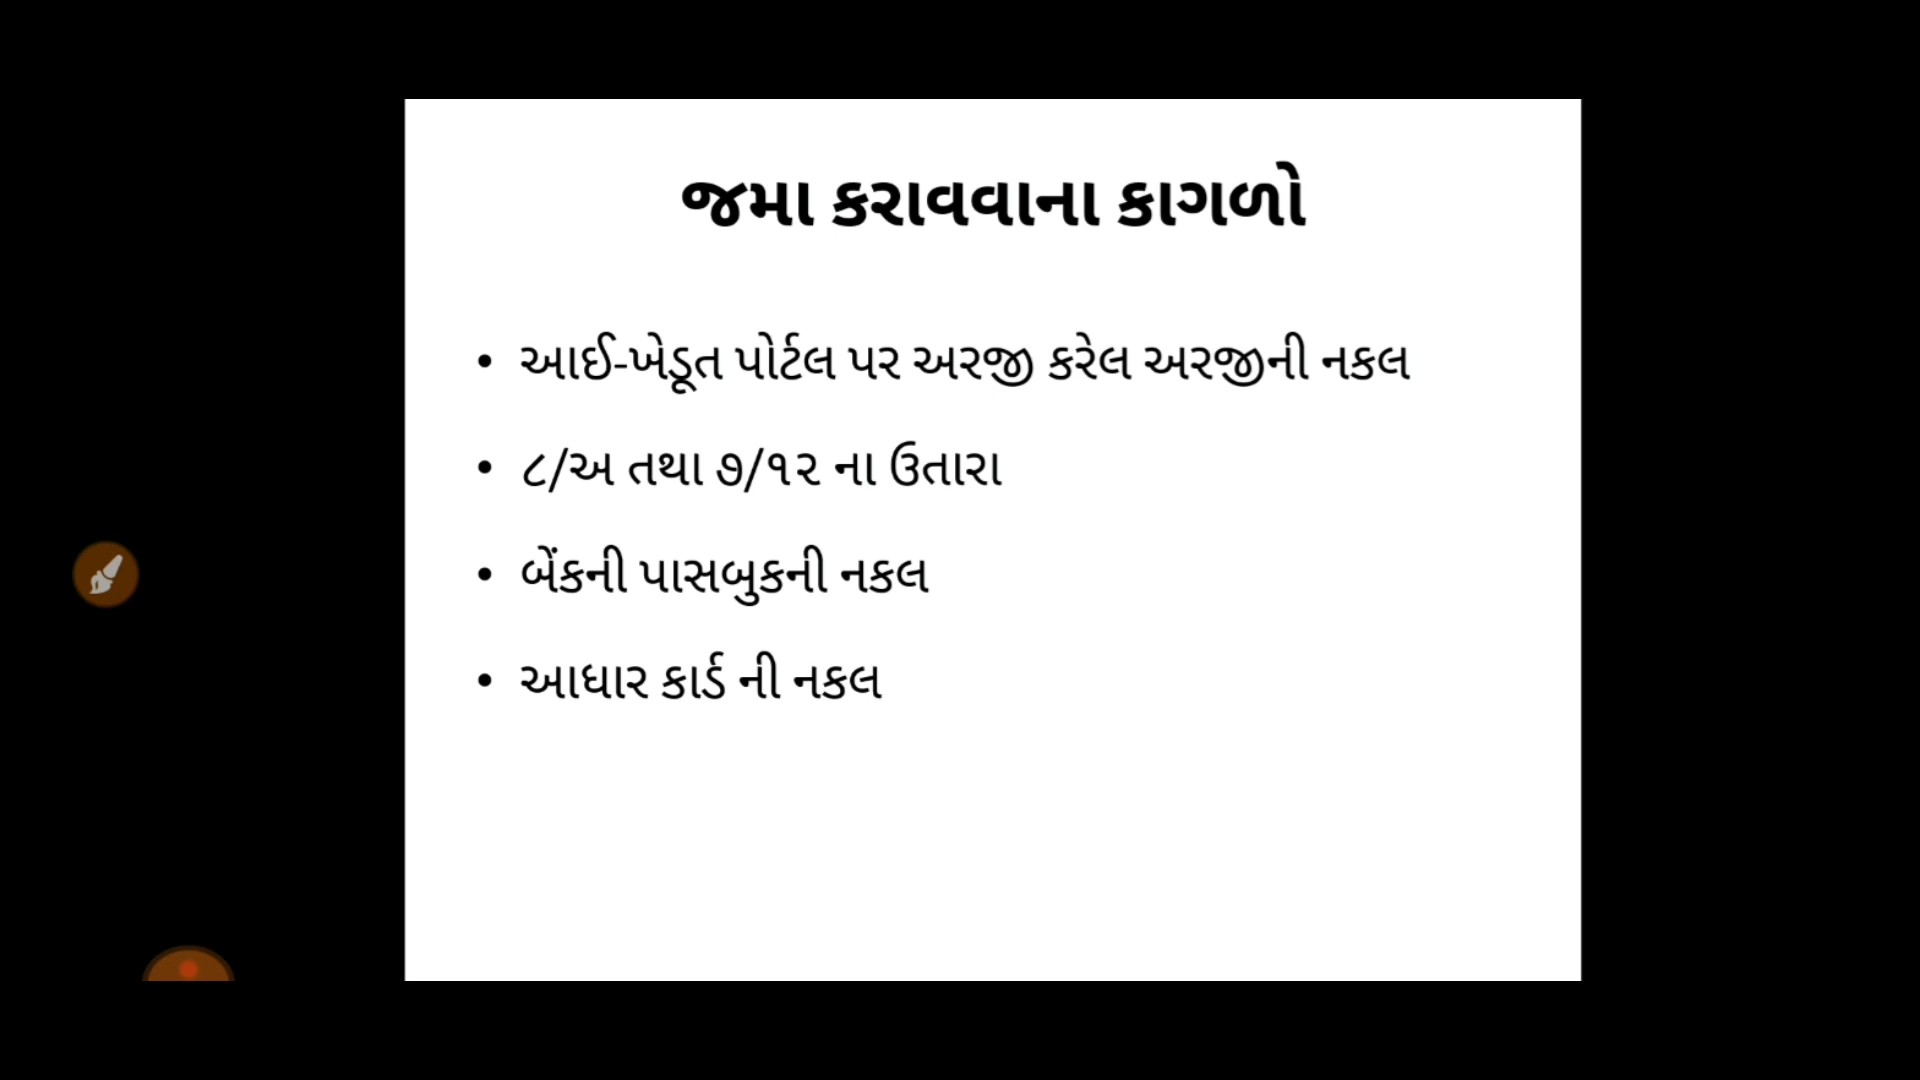 જમા કરાવવાના કાગળો
• આઈ-ખેડૂત પોર્ટલ પર અરજી કરેલ અરજીની નકલ
• ૮/અ તથા ૭/૧૨ ના ઉતારા
• બેંકની પાસબુકની નકલ
• આધાર કાર્ડ ની નકલ